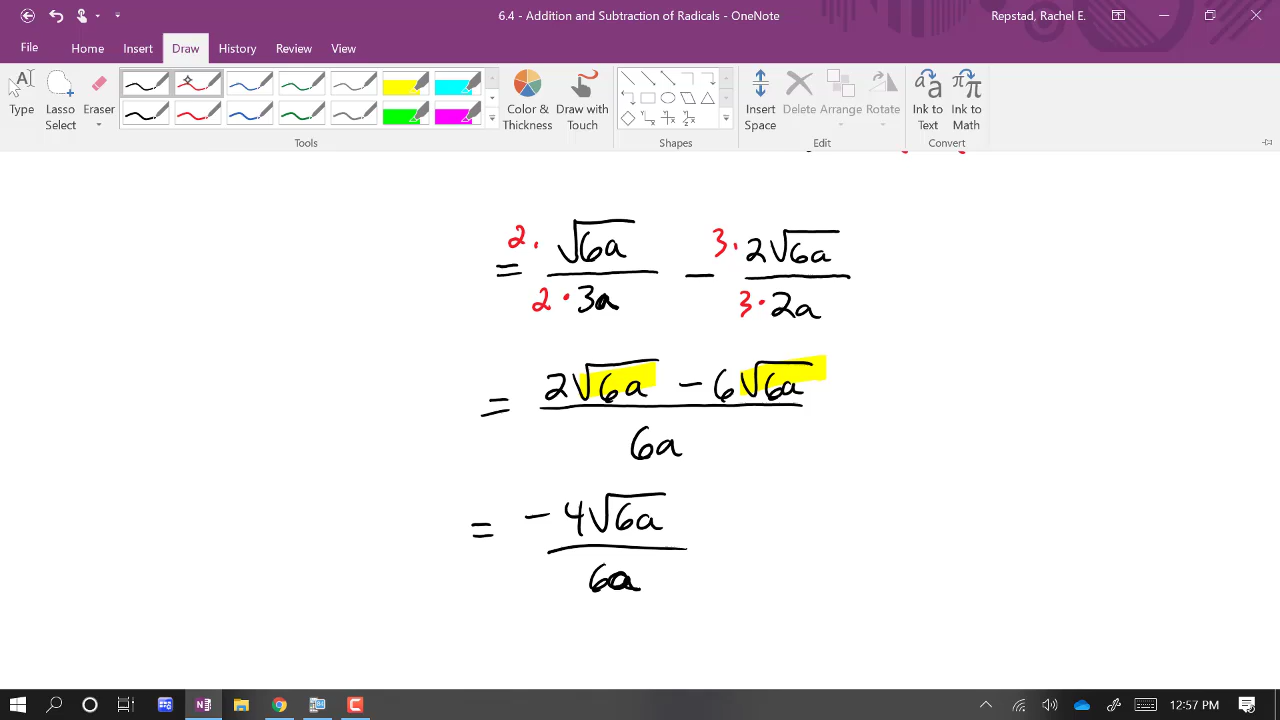 6.4 - Addition and Subtraction of Radicals - OneNote
Repstad, Rachel E.
File Home Insert Draw History Review View
Type Lasso Select Eraser Color & Thickness Draw with Touch Insert Space Delete Arrange Rotate Ink to Text Ink to Math
Tools Shapes Edit Convert
= 2· √6a / 2·3a − 3· 2√6a / 3·2a
= 2√6a − 6√6a / 6a
= −4√6a / 6a
12:57 PM